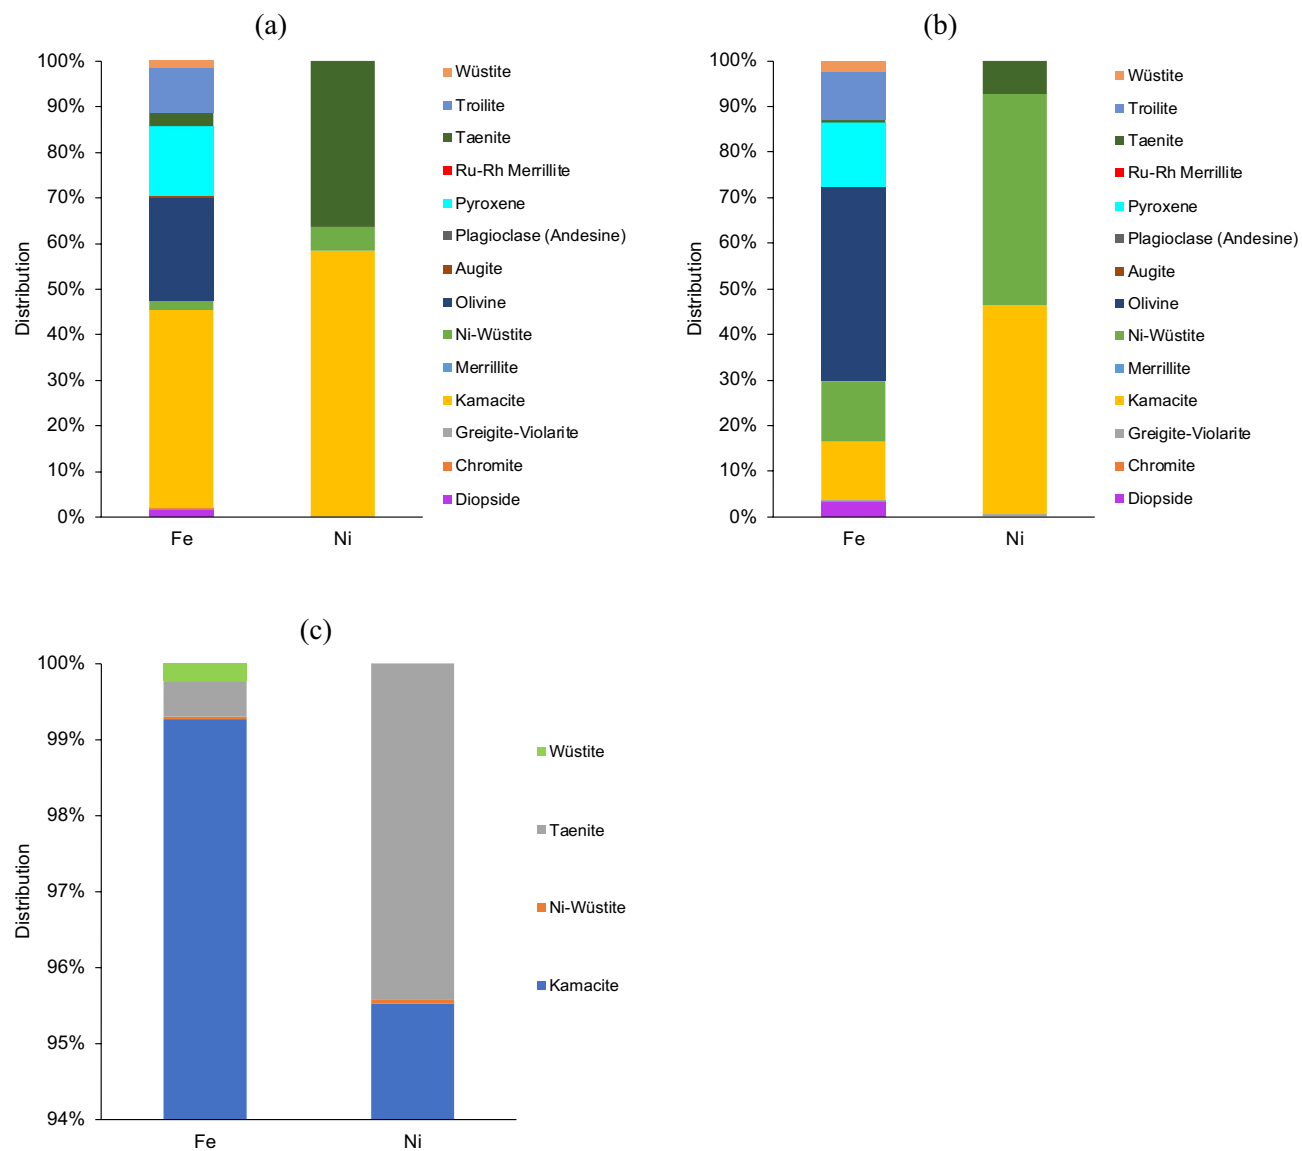 (a)
100%
90%
80%
70%
60%
50%
40%
30%
20%
10%
0%
Distribution
Fe
Ni
Wüstite
Troilite
Taenite
Ru-Rh Merrillite
Pyroxene
Plagioclase (Andesine)
Augite
Olivine
Ni-Wüstite
Merrillite
Kamacite
Greigite-Violarite
Chromite
Diopside
(b)
100%
90%
80%
70%
60%
50%
40%
30%
20%
10%
0%
Distribution
Fe
Ni
Wüstite
Troilite
Taenite
Ru-Rh Merrillite
Pyroxene
Plagioclase (Andesine)
Augite
Olivine
Ni-Wüstite
Merrillite
Kamacite
Greigite-Violarite
Chromite
Diopside
(c)
100%
99%
98%
97%
96%
95%
94%
Distribution
Fe
Ni
Wüstite
Taenite
Ni-Wüstite
Kamacite